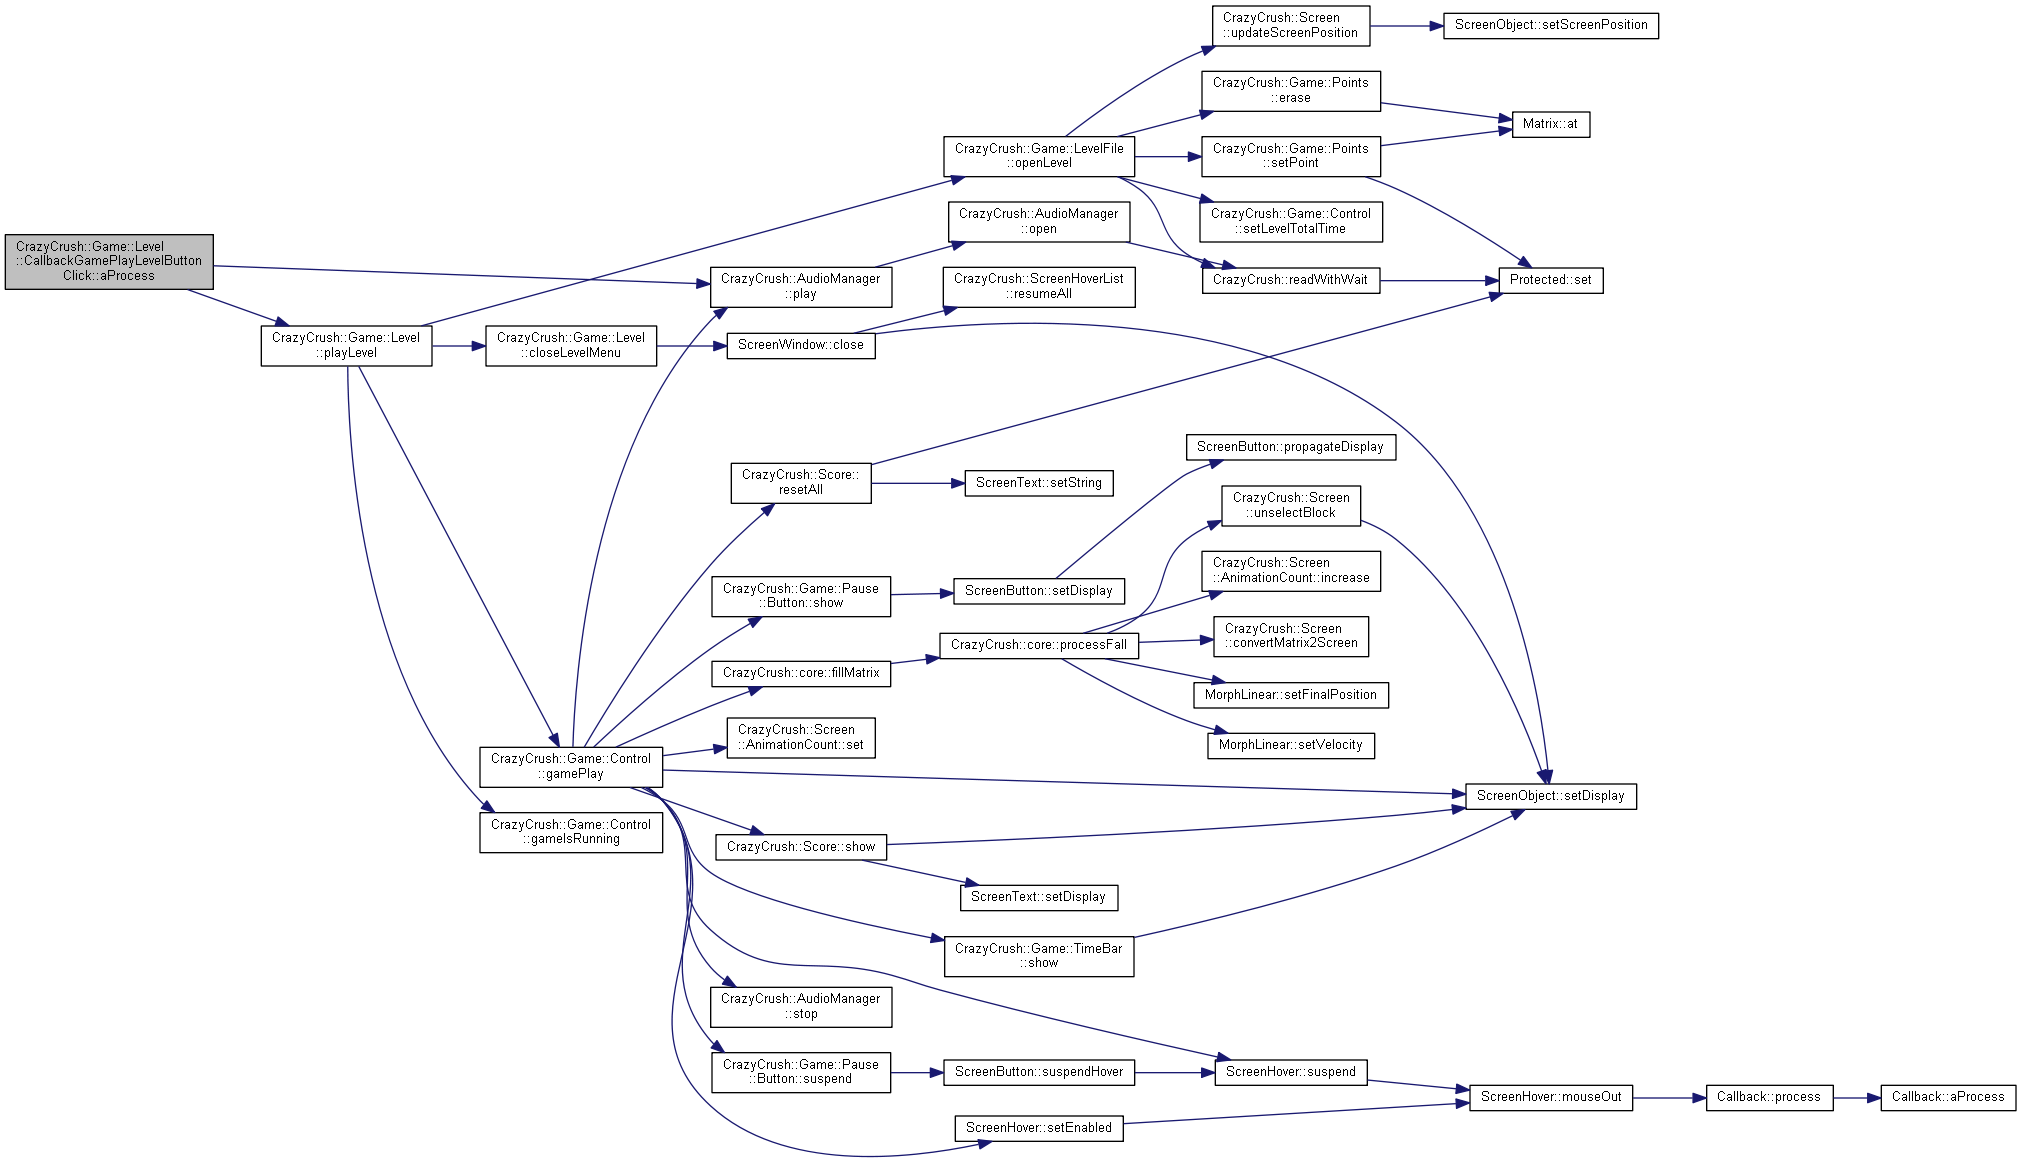 CrazyCrush::Game::Level
::CallbackGamePlayLevelButton
Click::aProcess
CrazyCrush::Game::Level
::playLevel
CrazyCrush::Game::Level
::closeLevelMenu
CrazyCrush::Game::Control
::gamePlay
CrazyCrush::Game::Control
::gameIsRunning
CrazyCrush::AudioManager
::play
ScreenWindow::close
CrazyCrush::Score::
resetAll
CrazyCrush::Game::Pause
::Button::show
CrazyCrush::core::fillMatrix
CrazyCrush::Screen
::AnimationCount::set
CrazyCrush::Score::show
CrazyCrush::AudioManager
::stop
CrazyCrush::Game::Pause
::Button::suspend
CrazyCrush::Game::LevelFile
::openLevel
CrazyCrush::AudioManager
::open
CrazyCrush::ScreenHoverList
::resumeAll
ScreenText::setString
ScreenButton::setDisplay
CrazyCrush::core::processFall
ScreenText::setDisplay
CrazyCrush::Game::TimeBar
::show
ScreenButton::suspendHover
ScreenHover::setEnabled
CrazyCrush::Screen
::updateScreenPosition
CrazyCrush::Game::Points
::erase
CrazyCrush::Game::Points
::setPoint
CrazyCrush::Game::Control
::setLevelTotalTime
CrazyCrush::readWithWait
ScreenButton::propagateDisplay
CrazyCrush::Screen
::unselectBlock
CrazyCrush::Screen
::AnimationCount::increase
CrazyCrush::Screen
::convertMatrix2Screen
MorphLinear::setFinalPosition
MorphLinear::setVelocity
ScreenHover::suspend
ScreenObject::setScreenPosition
Matrix::at
Protected::set
ScreenObject::setDisplay
ScreenHover::mouseOut
Callback::process
Callback::aProcess